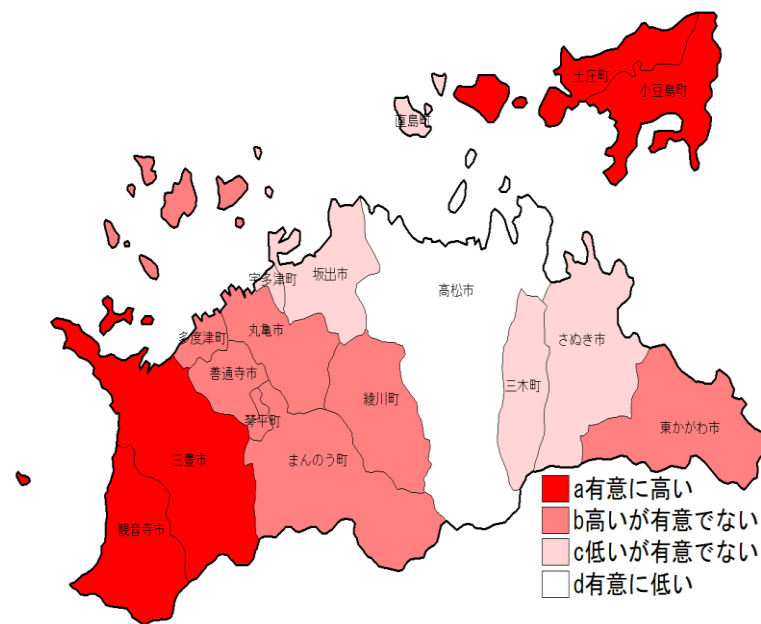 土庄町
小豆島町
直島町
宇多津町
坂出市
高松市
多度津町
丸亀市
さぬき市
善通寺市
三木町
綾川町
琴平町
東かがわ市
三豊市
まんのう町
観音寺市
a有意に高い
b高いが有意でない
c低いが有意でない
d有意に低い